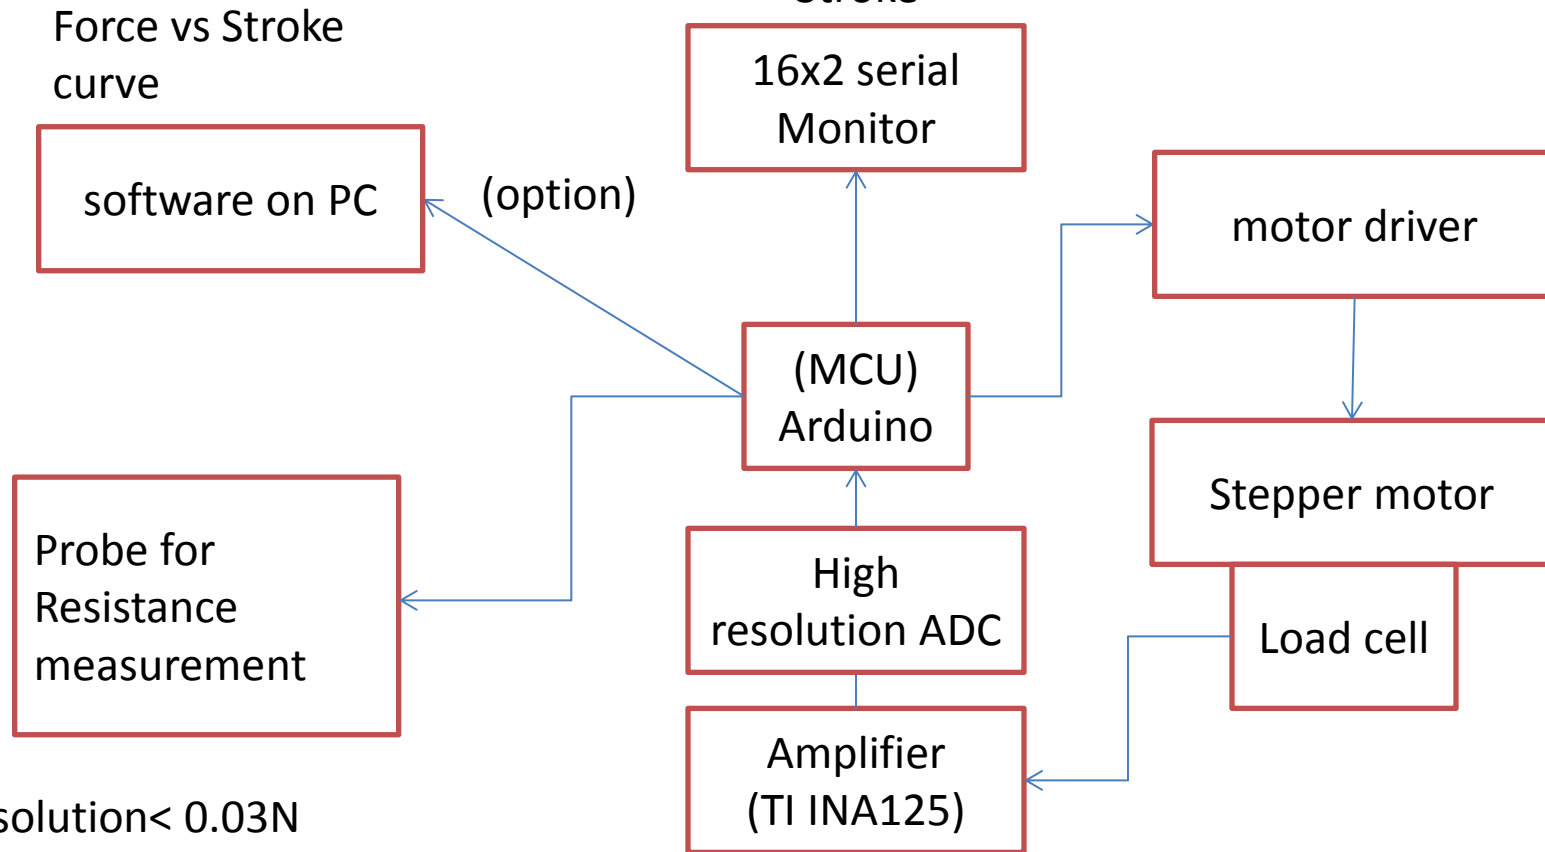 Force vs Stroke
curve
16x2 serial
Monitor
software on PC
(option)
motor driver
(MCU)
Arduino
Stepper motor
Probe for
Resistance
measurement
High
resolution ADC
Load cell
Amplifier
(TI INA125)
solution< 0.03N